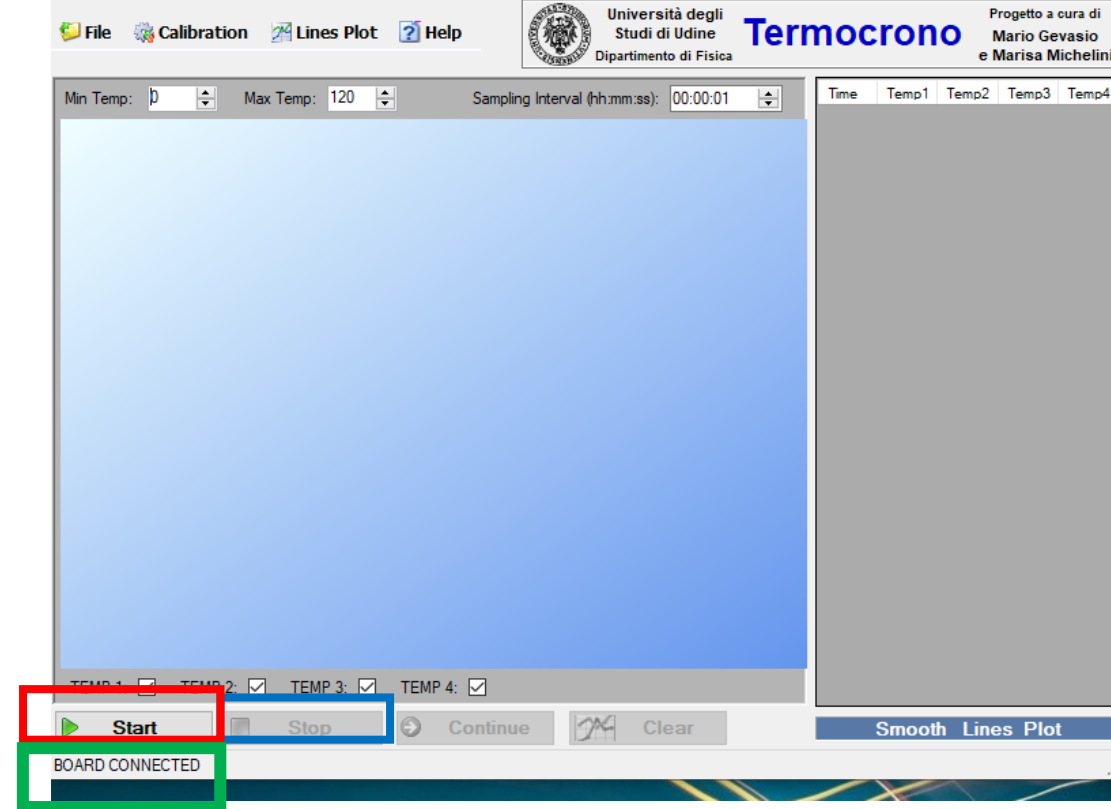 File Calibration Lines Plot Help
Università degli
Studi di Udine
Dipartimento di Fisica
Termocrono
Progetto a cura di
Mario Gevasio
e Marisa Michelini
Min Temp: 0 Max Temp: 120 Sampling Interval (hh:mm:ss): 00:00:01
Time Temp1 Temp2 Temp3 Temp4
TEMP 1: TEMP 2: TEMP 3: TEMP 4:
Start Stop Continue Clear
Smooth Lines Plot
BOARD CONNECTED